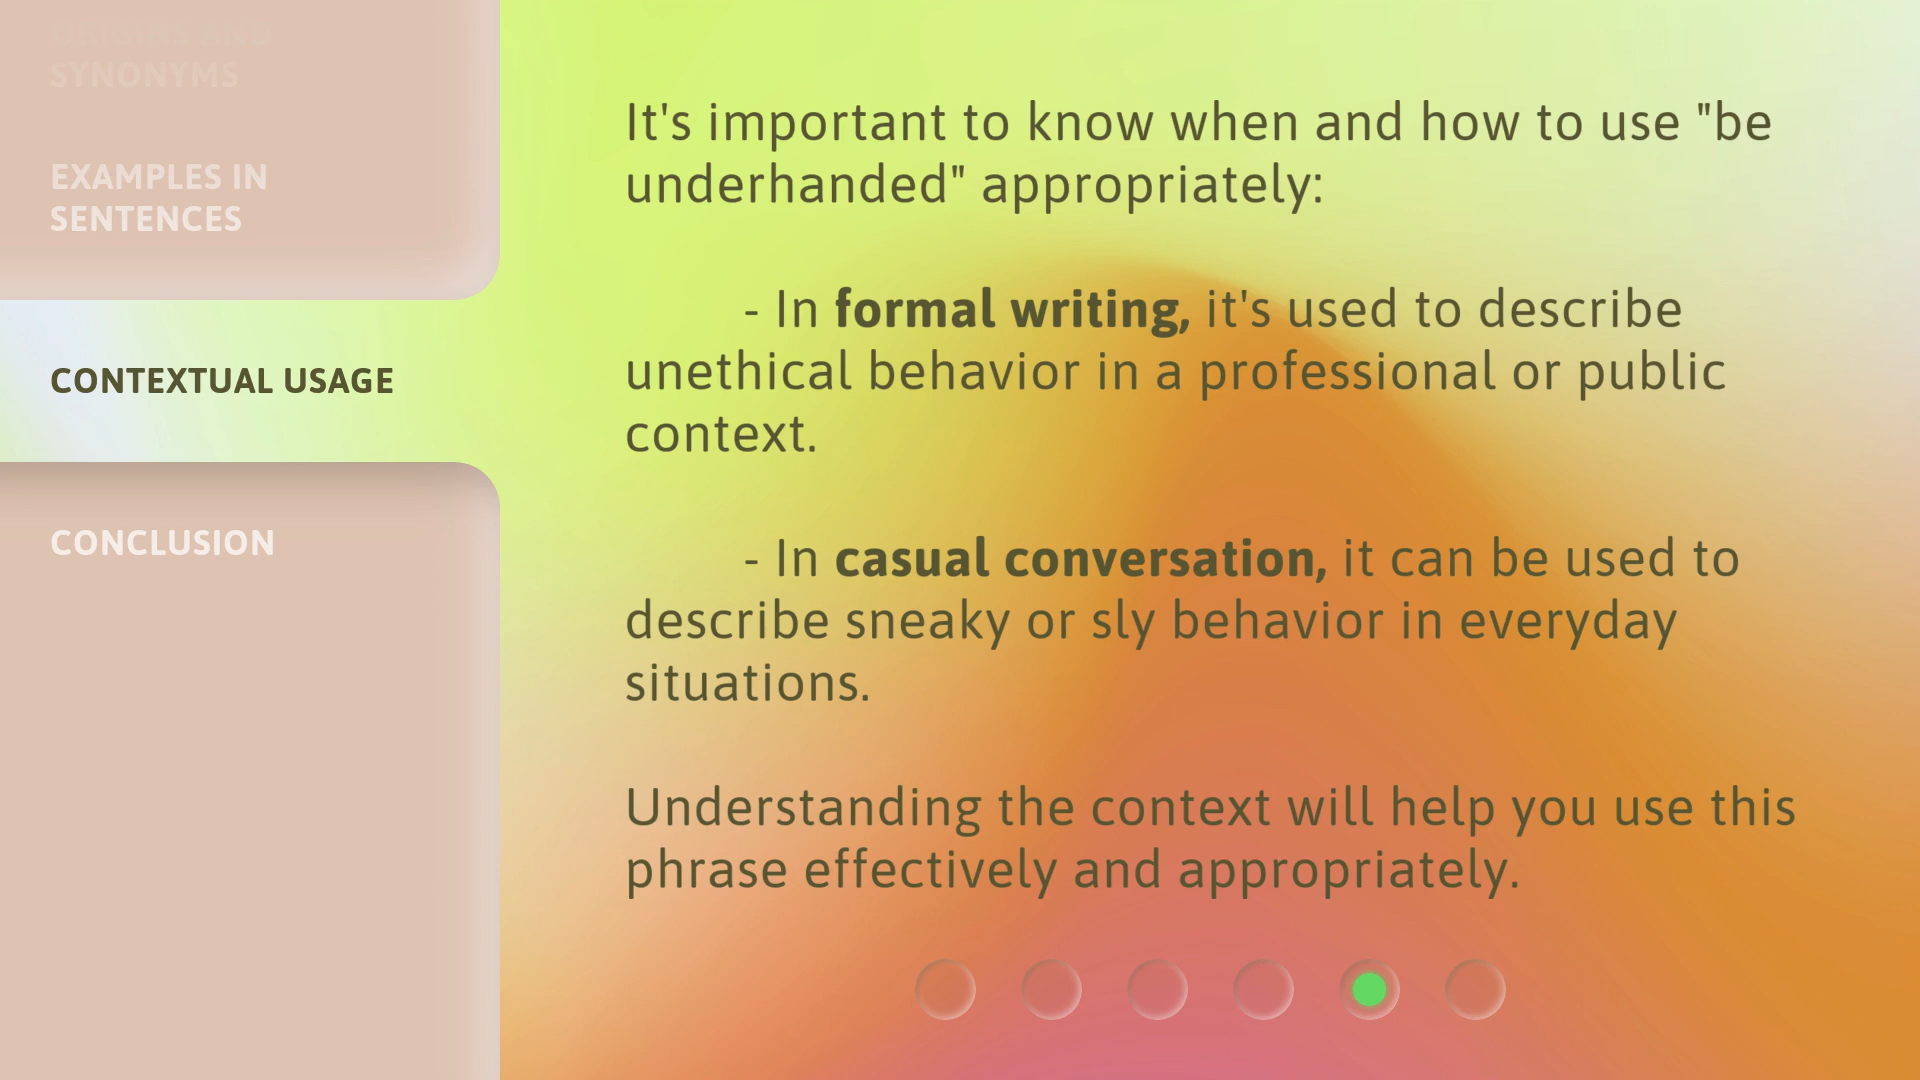 ORIGINS AND
SYNONYMS
EXAMPLES IN
SENTENCES
CONTEXTUAL USAGE
CONCLUSION
It's important to know when and how to use "be
underhanded" appropriately:
- In formal writing, it's used to describe
unethical behavior in a professional or public
context.
- In casual conversation, it can be used to
describe sneaky or sly behavior in everyday
situations.
Understanding the context will help you use this
phrase effectively and appropriately.